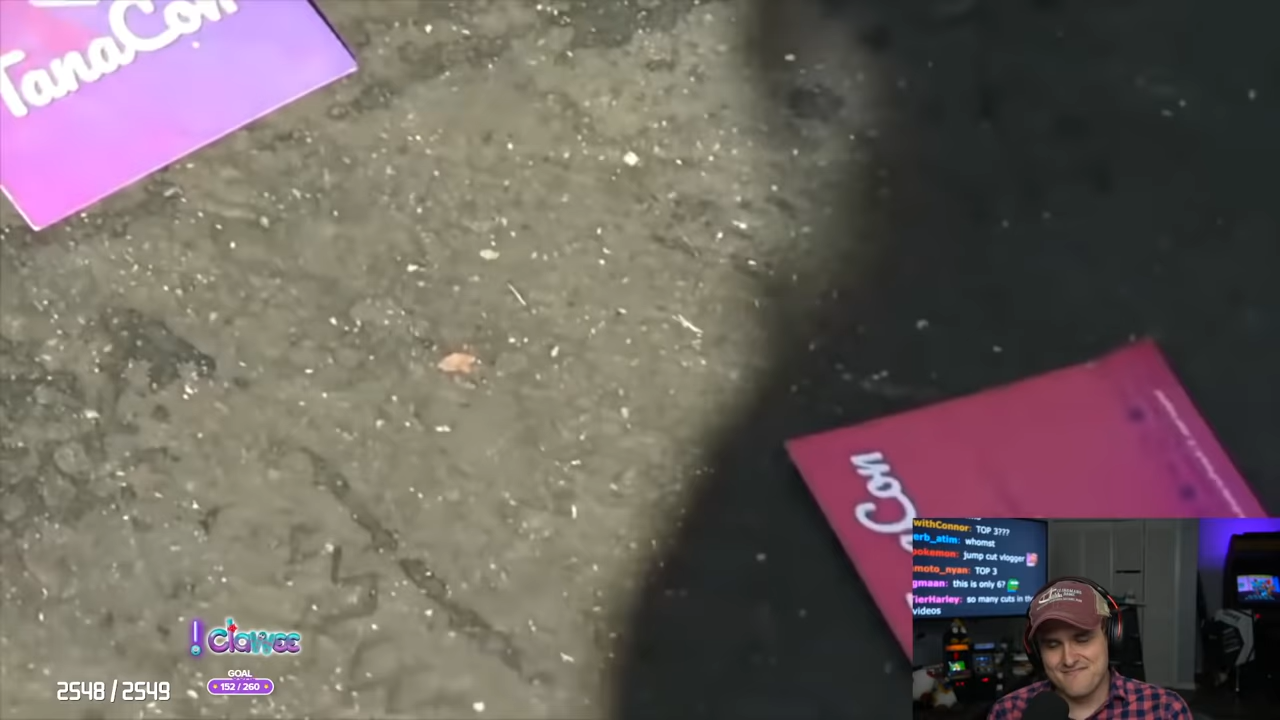 TanaCon
Con
withConnor: TOP 3???
erb_atim: whomst
pokemon: jump cut vlogger
moto_nyan: TOP 3
gmaan: this is only 6?
TierHarley: so many cuts in th
videos
! clawee
GOAL
152 / 260
2548 / 2549